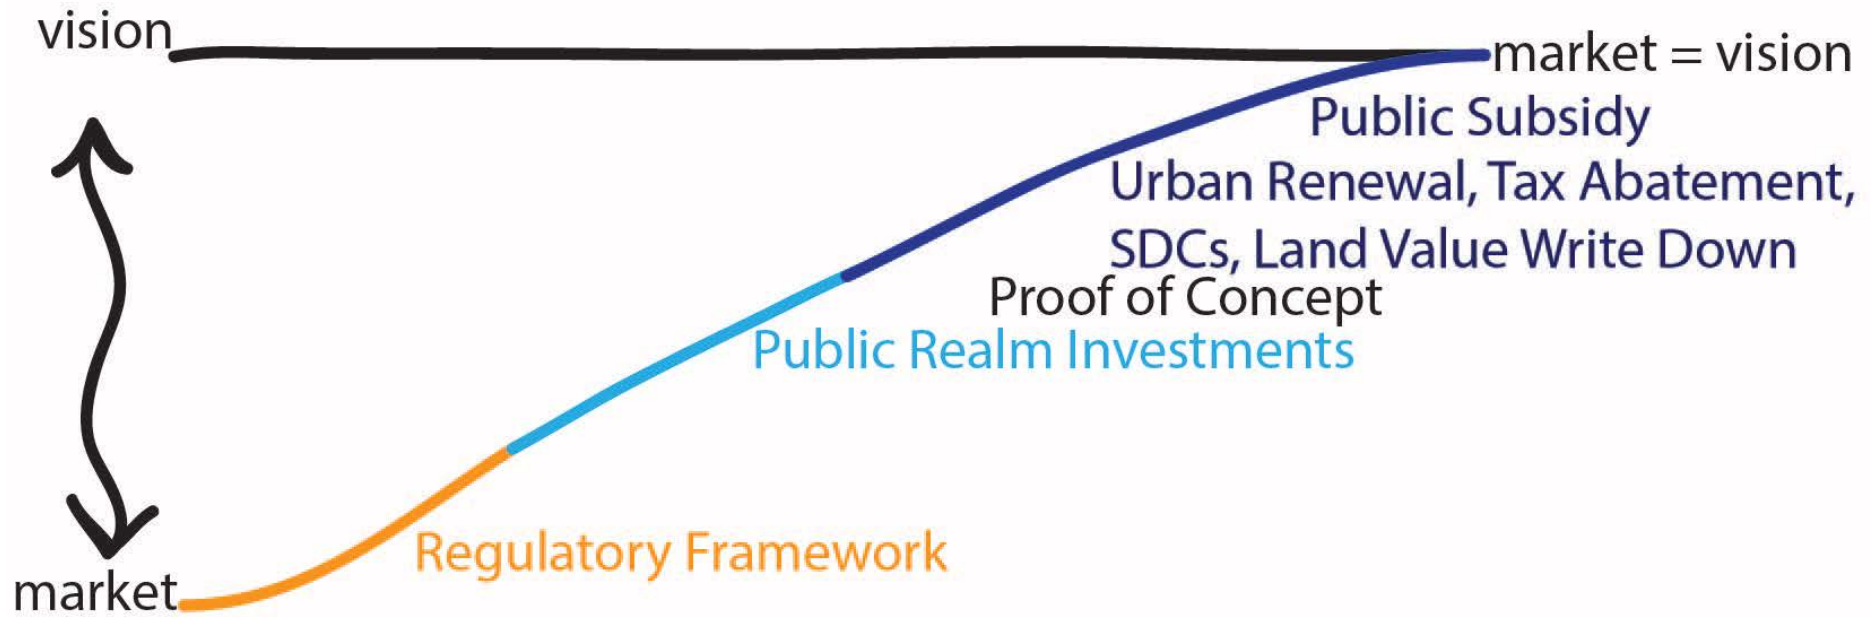 vision
market = vision
Public Subsidy
Urban Renewal, Tax Abatement,
SDCs, Land Value Write Down
Proof of Concept
Public Realm Investments
Regulatory Framework
market